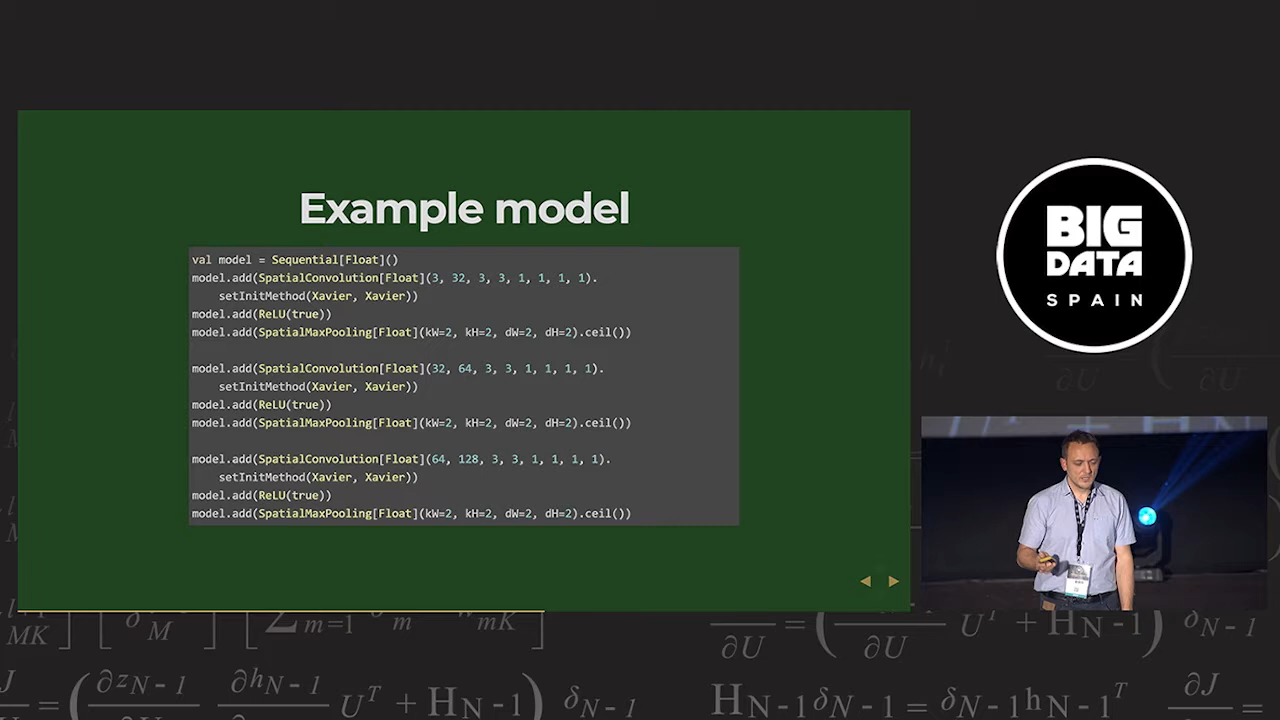 Example model
val model = Sequential[Float]()
model.add(SpatialConvolution[Float](3, 32, 3, 3, 1, 1, 1, 1).
setInitMethod(Xavier, Xavier))
model.add(ReLU(true))
model.add(SpatialMaxPooling[Float](kW=2, kH=2, dW=2, dH=2).ceil())
model.add(SpatialConvolution[Float](32, 64, 3, 3, 1, 1, 1, 1).
setInitMethod(Xavier, Xavier))
model.add(ReLU(true))
model.add(SpatialMaxPooling[Float](kW=2, kH=2, dW=2, dH=2).ceil())
model.add(SpatialConvolution[Float](64, 128, 3, 3, 1, 1, 1, 1).
setInitMethod(Xavier, Xavier))
model.add(ReLU(true))
model.add(SpatialMaxPooling[Float](kW=2, kH=2, dW=2, dH=2).ceil())
BIG
DATA
SPAIN